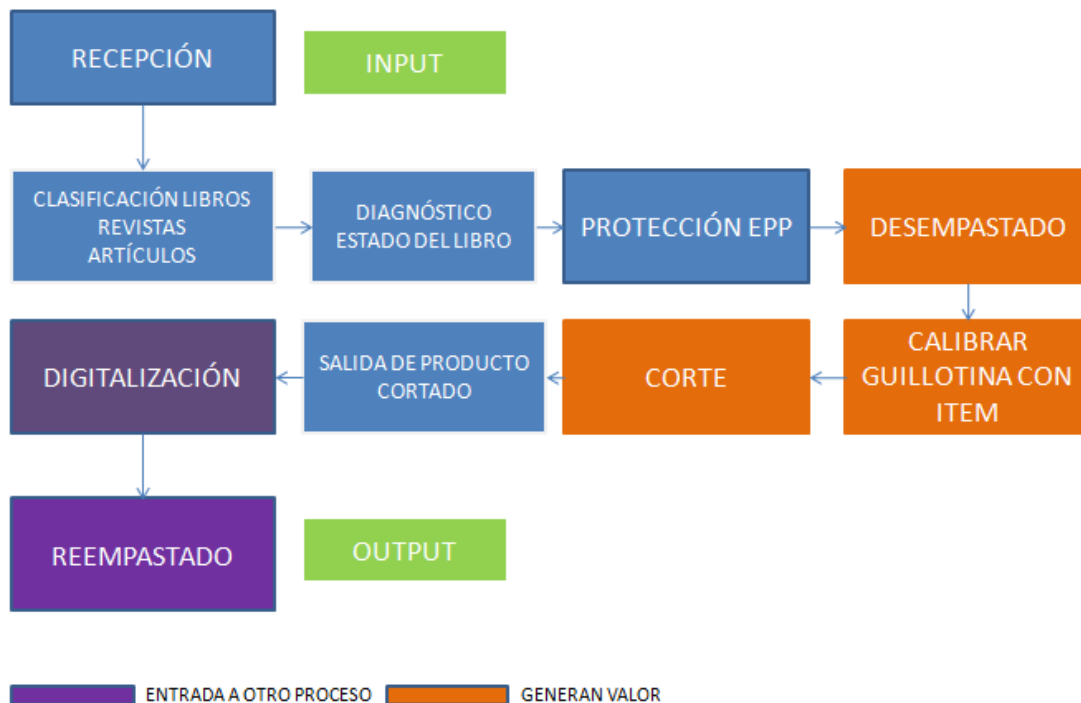 RECEPCIÓN
INPUT
CLASIFICACIÓN LIBROS
REVISTAS
ARTÍCULOS
DIAGNÓSTICO
ESTADO DEL LIBRO
PROTECCIÓN EPP
DESEMPASTADO
DIGITALIZACIÓN
SALIDA DE PRODUCTO
CORTADO
CORTE
CALIBRAR
GUILLOTINA CON
ITEM
REEMPASTADO
OUTPUT
ENTRADA A OTRO PROCESO
GENERAN VALOR